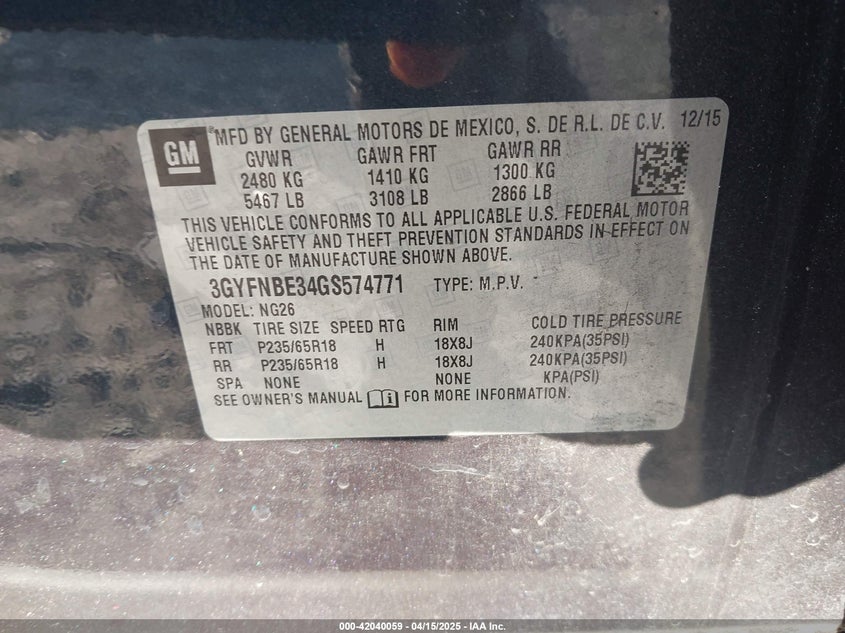 GM
MFD BY GENERAL MOTORS DE MEXICO, S. DE R.L. DE C.V. 12/15
GVWR GAWR FRT GAWR RR
2480 KG 1410 KG 1300 KG
5467 LB 3108 LB 2866 LB
THIS VEHICLE CONFORMS TO ALL APPLICABLE U.S. FEDERAL MOTOR
VEHICLE SAFETY AND THEFT PREVENTION STANDARDS IN EFFECT ON
THE DATE OF MANUFACTURE SHOWN ABOVE.
3GYFNBE34GS574771 TYPE: M.P.V.
MODEL: NG26
NBBK TIRE SIZE SPEED RTG RIM COLD TIRE PRESSURE
FRT P235/65R18 H 18X8J 240KPA(35PSI)
RR P235/65R18 H 18X8J 240KPA(35PSI)
SPA NONE NONE KPA(PSI)
SEE OWNER'S MANUAL FOR MORE INFORMATION.
000-42040059 - 04/15/2025 - IAA Inc.